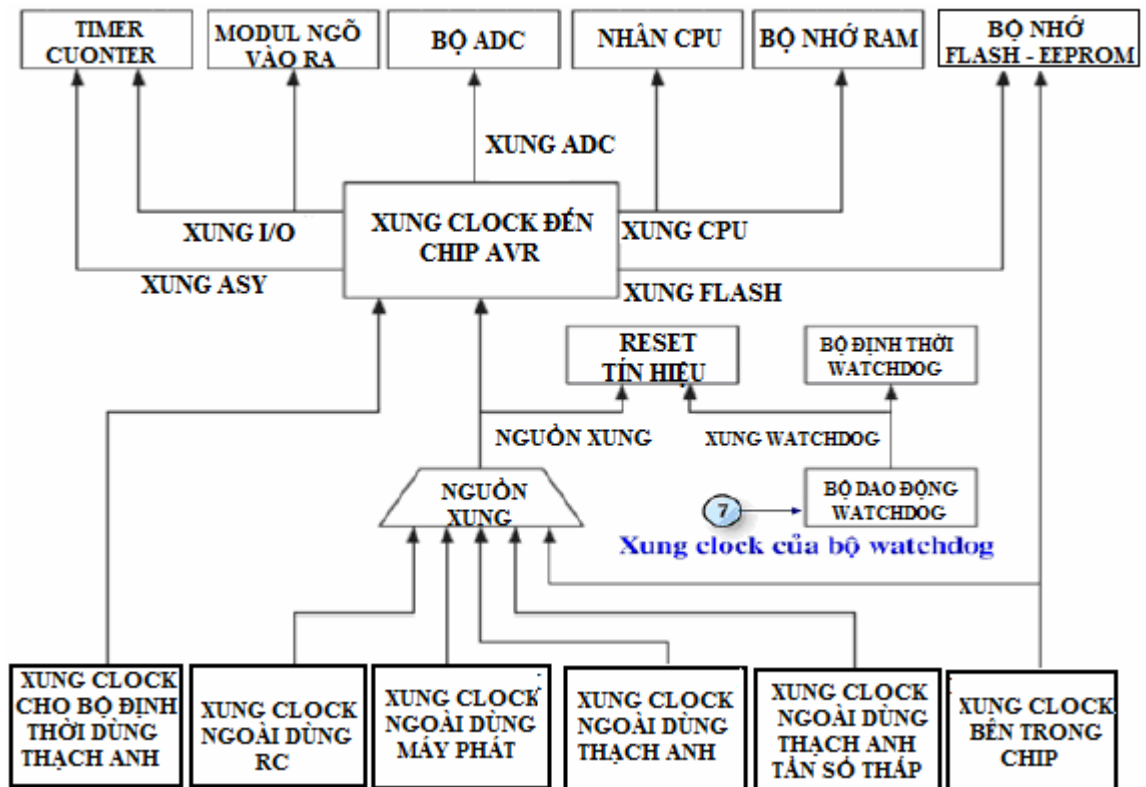 TIMER
CUONTER
MODUL NGÕ
VÀO RA
BỘ ADC
NHÂN CPU
BỘ NHỚ RAM
BỘ NHỚ
FLASH - EEPROM
XUNG ADC
XUNG I/O
XUNG CLOCK ĐẾN
CHIP AVR
XUNG CPU
XUNG ASY
XUNG FLASH
RESET
TÍN HIỆU
BỘ ĐỊNH THỜI
WATCHDOG
NGUỒN XUNG
XUNG WATCHDOG
NGUỒN
XUNG
7
BỘ DAO ĐỘNG
WATCHDOG
Xung clock của bộ watchdog
XUNG CLOCK
CHO BỘ ĐỊNH
THỜI DÙNG
THẠCH ANH
XUNG CLOCK
NGOÀI DÙNG
RC
XUNG CLOCK
NGOÀI DÙNG
MÁY PHÁT
XUNG CLOCK
NGOÀI DÙNG
THẠCH ANH
XUNG CLOCK
NGOÀI DÙNG
THẠCH ANH
TẦN SỐ THẤP
XUNG CLOCK
BÊN TRONG
CHIP